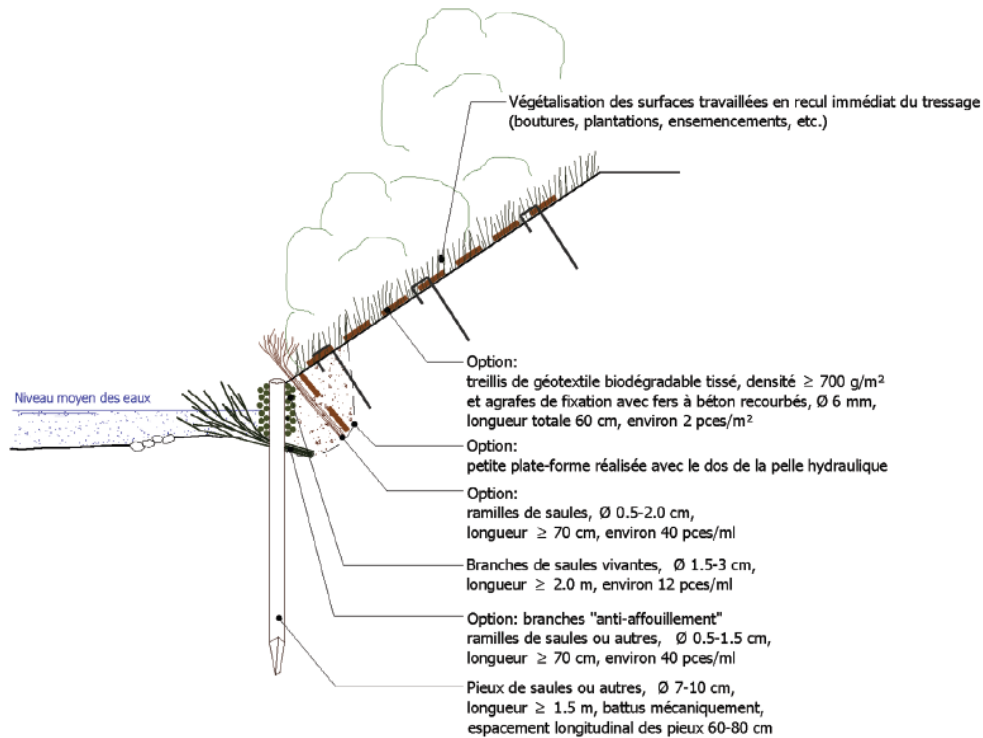 Végétalisation des surfaces travaillées en recul immédiat du tressage
(boutures, plantations, ensemencements, etc.)
Niveau moyen des eaux
Option:
treillis de géotextile biodégradable tissé, densité ≥ 700 g/m²
et agrafes de fixation avec fers à béton recourbés, Ø 6 mm,
longueur totale 60 cm, environ 2 pces/m²
Option:
petite plate-forme réalisée avec le dos de la pelle hydraulique
Option:
ramilles de saules, Ø 0.5-2.0 cm,
longueur ≥ 70 cm, environ 40 pces/ml
Branches de saules vivantes, Ø 1.5-3 cm,
longueur ≥ 2.0 m, environ 12 pces/ml
Option: branches "anti-affouillement"
ramilles de saules ou autres, Ø 0.5-1.5 cm,
longueur ≥ 70 cm, environ 40 pces/ml
Pieux de saules ou autres, Ø 7-10 cm,
longueur ≥ 1.5 m, battus mécaniquement,
espacement longitudinal des pieux 60-80 cm